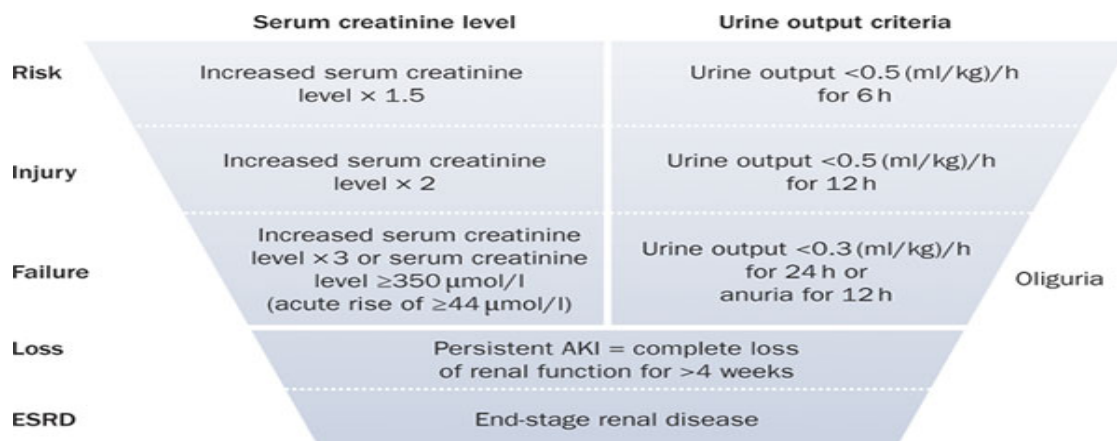 Serum creatinine level
Urine output criteria
Risk
Increased serum creatinine
level × 1.5
Urine output <0.5 (ml/kg)/h
for 6 h
Injury
Increased serum creatinine
level × 2
Urine output <0.5 (ml/kg)/h
for 12 h
Failure
Increased serum creatinine
level ×3 or serum creatinine
level ≥350 μmol/l
(acute rise of ≥44 μmol/l)
Urine output <0.3 (ml/kg)/h
for 24 h or
anuria for 12 h
Oliguria
Loss
Persistent AKI = complete loss
of renal function for >4 weeks
ESRD
End-stage renal disease